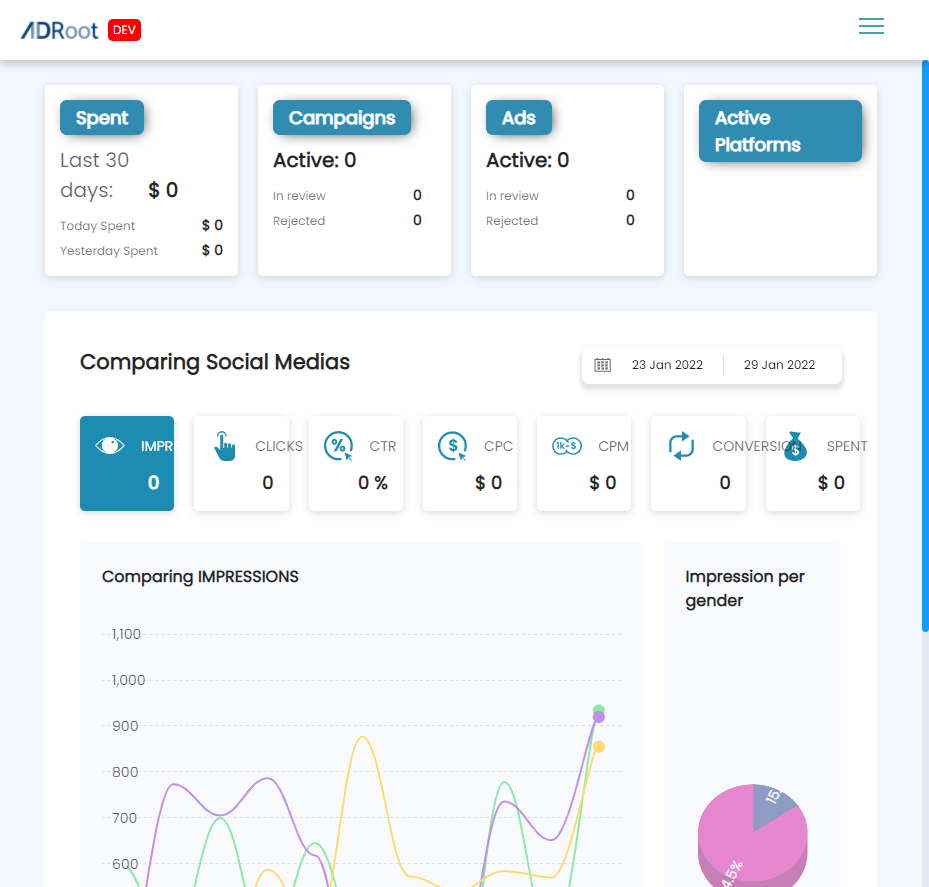 ADRoot DEV
Spent
Last 30
days: $ 0
Today Spent $ 0
Yesterday Spent $ 0
Campaigns
Active: 0
In review 0
Rejected 0
Ads
Active: 0
In review 0
Rejected 0
Active
Platforms
Comparing Social Medias
23 Jan 2022 29 Jan 2022
IMPR
0
CLICKS
0
%
CTR
0 %
$
CPC
$ 0
1k-$
CPM
$ 0
CONVERSION
0
$
SPENT
$ 0
Comparing IMPRESSIONS
1,100
1,000
900
800
700
600
Impression per
gender
15
4.5%